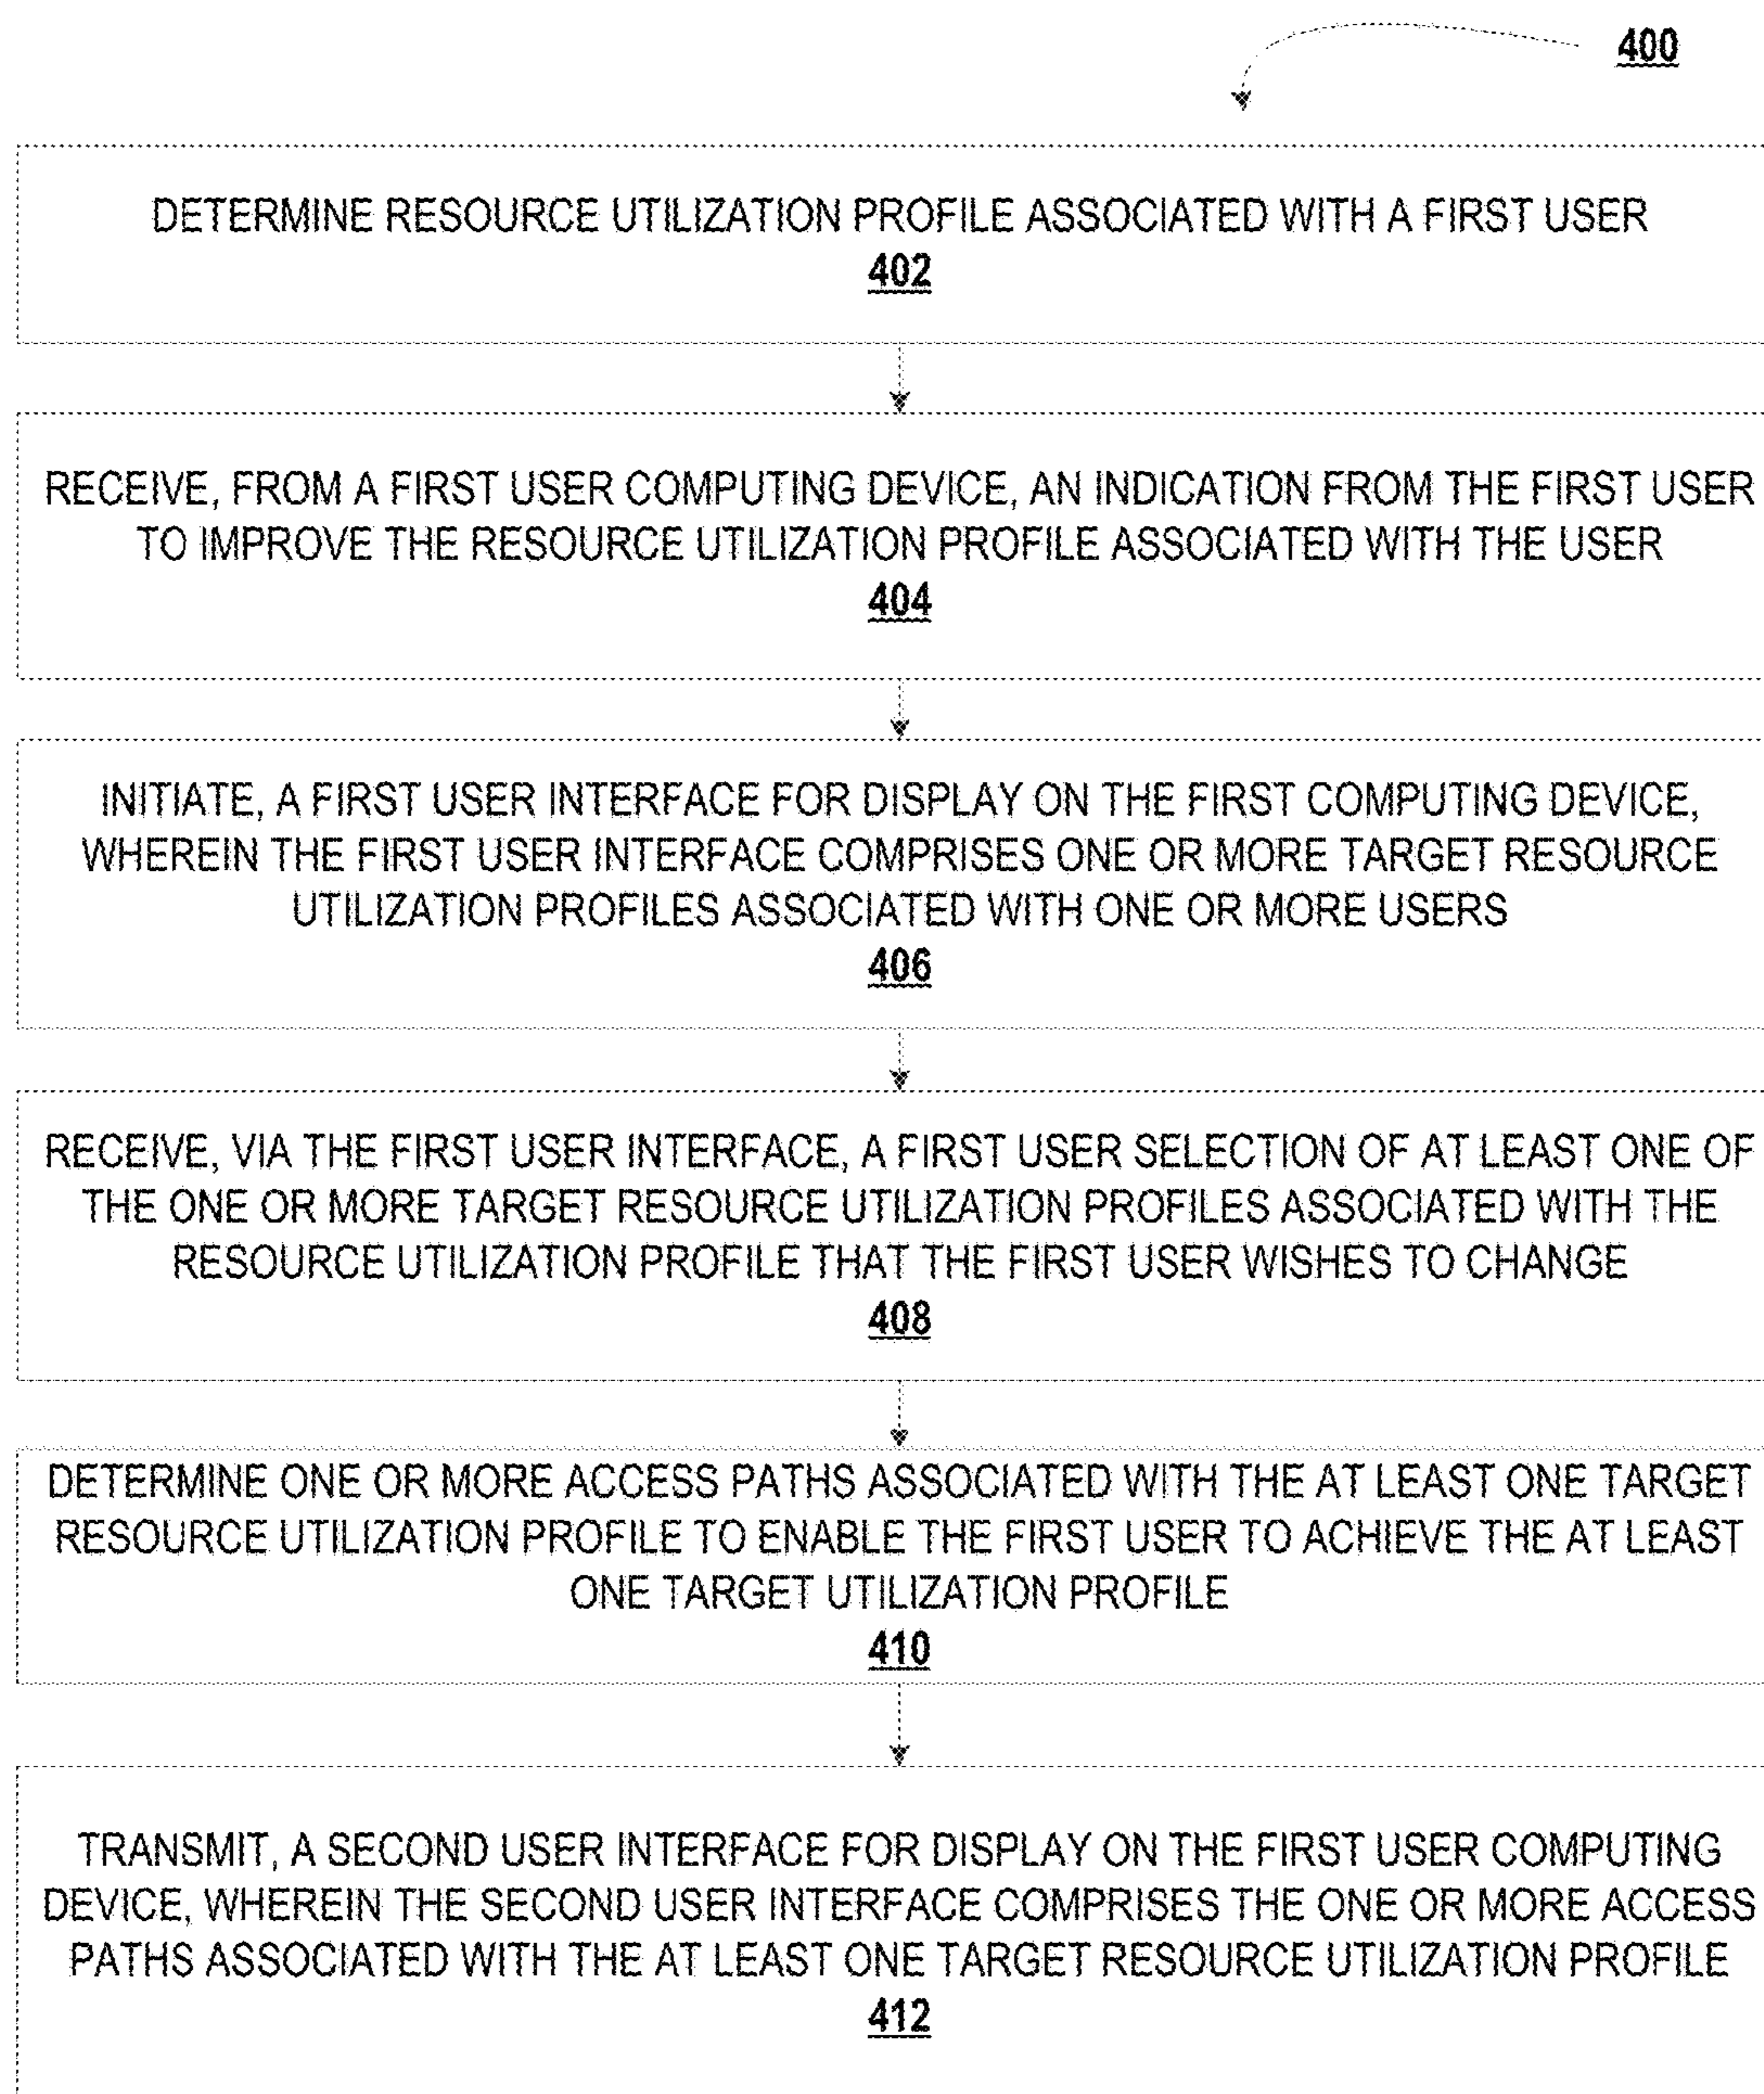 400
DETERMINE RESOURCE UTILIZATION PROFILE ASSOCIATED WITH A FIRST USER
402
RECEIVE, FROM A FIRST USER COMPUTING DEVICE, AN INDICATION FROM THE FIRST USER
TO IMPROVE THE RESOURCE UTILIZATION PROFILE ASSOCIATED WITH THE USER
404
INITIATE, A FIRST USER INTERFACE FOR DISPLAY ON THE FIRST COMPUTING DEVICE,
WHEREIN THE FIRST USER INTERFACE COMPRISES ONE OR MORE TARGET RESOURCE
UTILIZATION PROFILES ASSOCIATED WITH ONE OR MORE USERS
406
RECEIVE, VIA THE FIRST USER INTERFACE, A FIRST USER SELECTION OF AT LEAST ONE OF
THE ONE OR MORE TARGET RESOURCE UTILIZATION PROFILES ASSOCIATED WITH THE
RESOURCE UTILIZATION PROFILE THAT THE FIRST USER WISHES TO CHANGE
408
DETERMINE ONE OR MORE ACCESS PATHS ASSOCIATED WITH THE AT LEAST ONE TARGET
RESOURCE UTILIZATION PROFILE TO ENABLE THE FIRST USER TO ACHIEVE THE AT LEAST
ONE TARGET UTILIZATION PROFILE
410
TRANSMIT, A SECOND USER INTERFACE FOR DISPLAY ON THE FIRST USER COMPUTING
DEVICE, WHEREIN THE SECOND USER INTERFACE COMPRISES THE ONE OR MORE ACCESS
PATHS ASSOCIATED WITH THE AT LEAST ONE TARGET RESOURCE UTILIZATION PROFILE
412